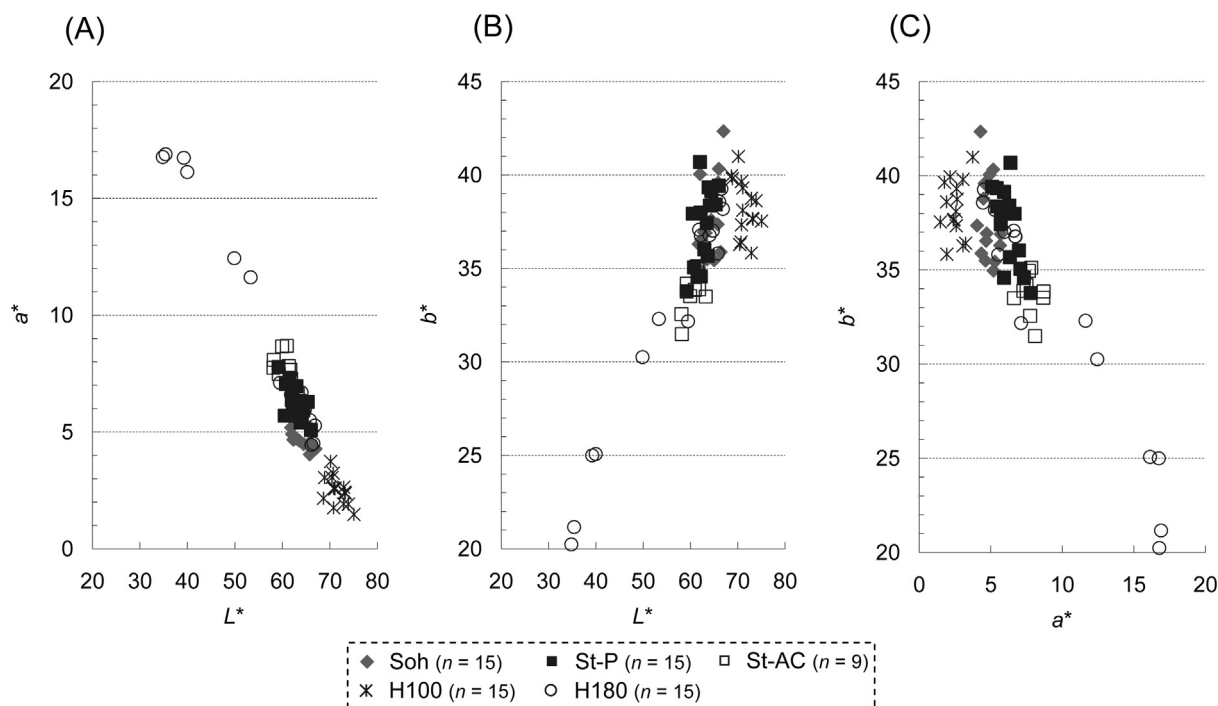 (A) (B) (C)
20
15
10
5
0
a*
20 30 40 50 60 70 80
L*
45
40
35
30
25
20
b*
20 30 40 50 60 70 80
L*
45
40
35
30
25
20
b*
0 5 10 15 20
a*
Soh (n = 15) St-P (n = 15) St-AC (n = 9)
H100 (n = 15) H180 (n = 15)